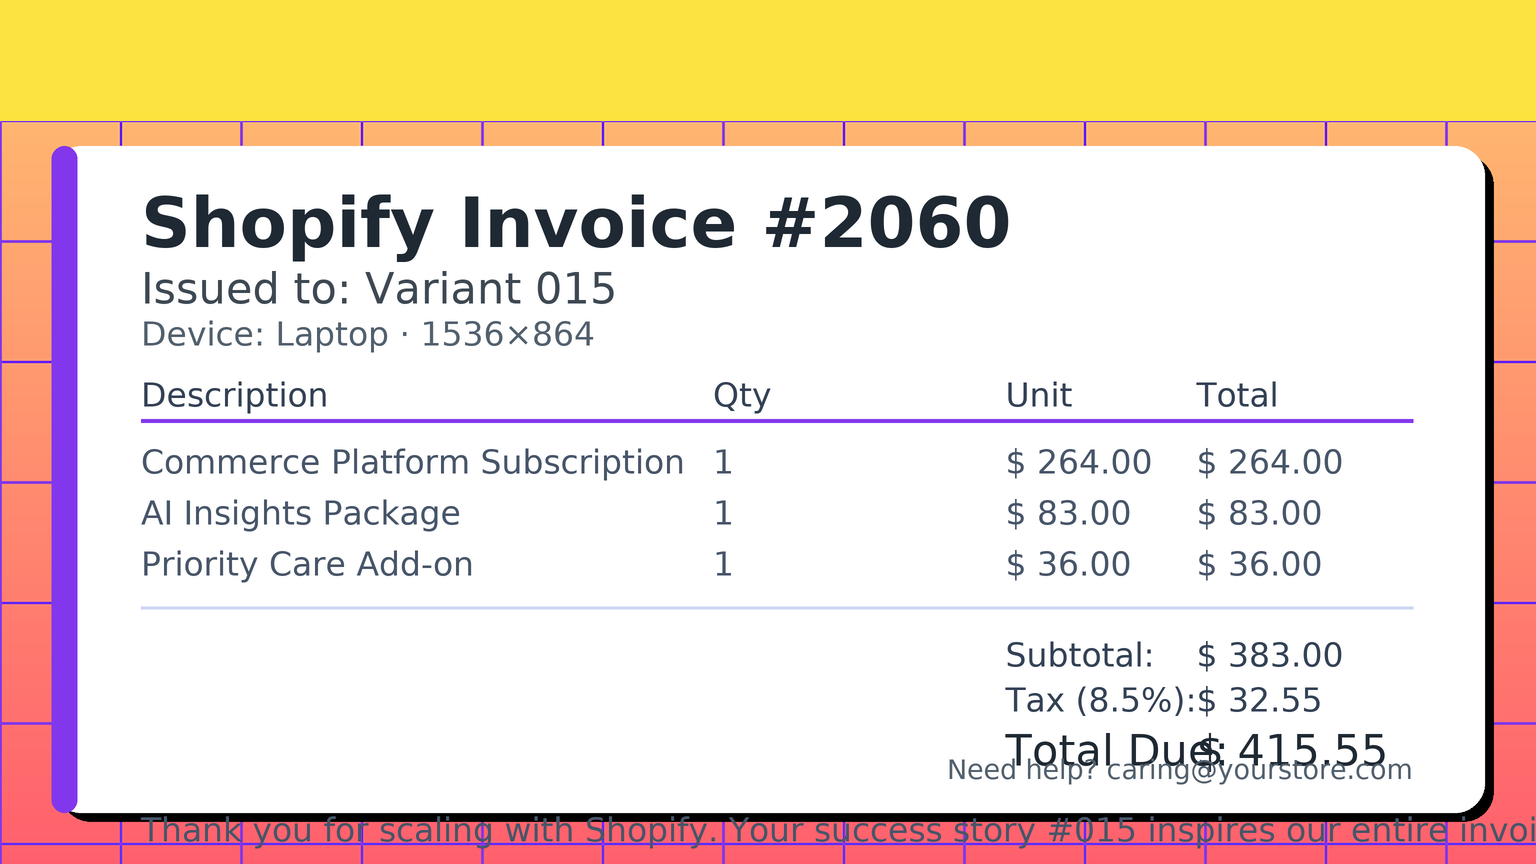 Shopify Invoice #2060
Issued to: Variant 015
Device: Laptop · 1536×864
Description Qty Unit Total
Commerce Platform Subscription 1 $ 264.00 $ 264.00
AI Insights Package 1 $ 83.00 $ 83.00
Priority Care Add-on 1 $ 36.00 $ 36.00
Subtotal: $ 383.00
Tax (8.5%): $ 32.55
Total Due: $ 415.55
Need help? caring@yourstore.com
Thank you for scaling with Shopify. Your success story #015 inspires our entire